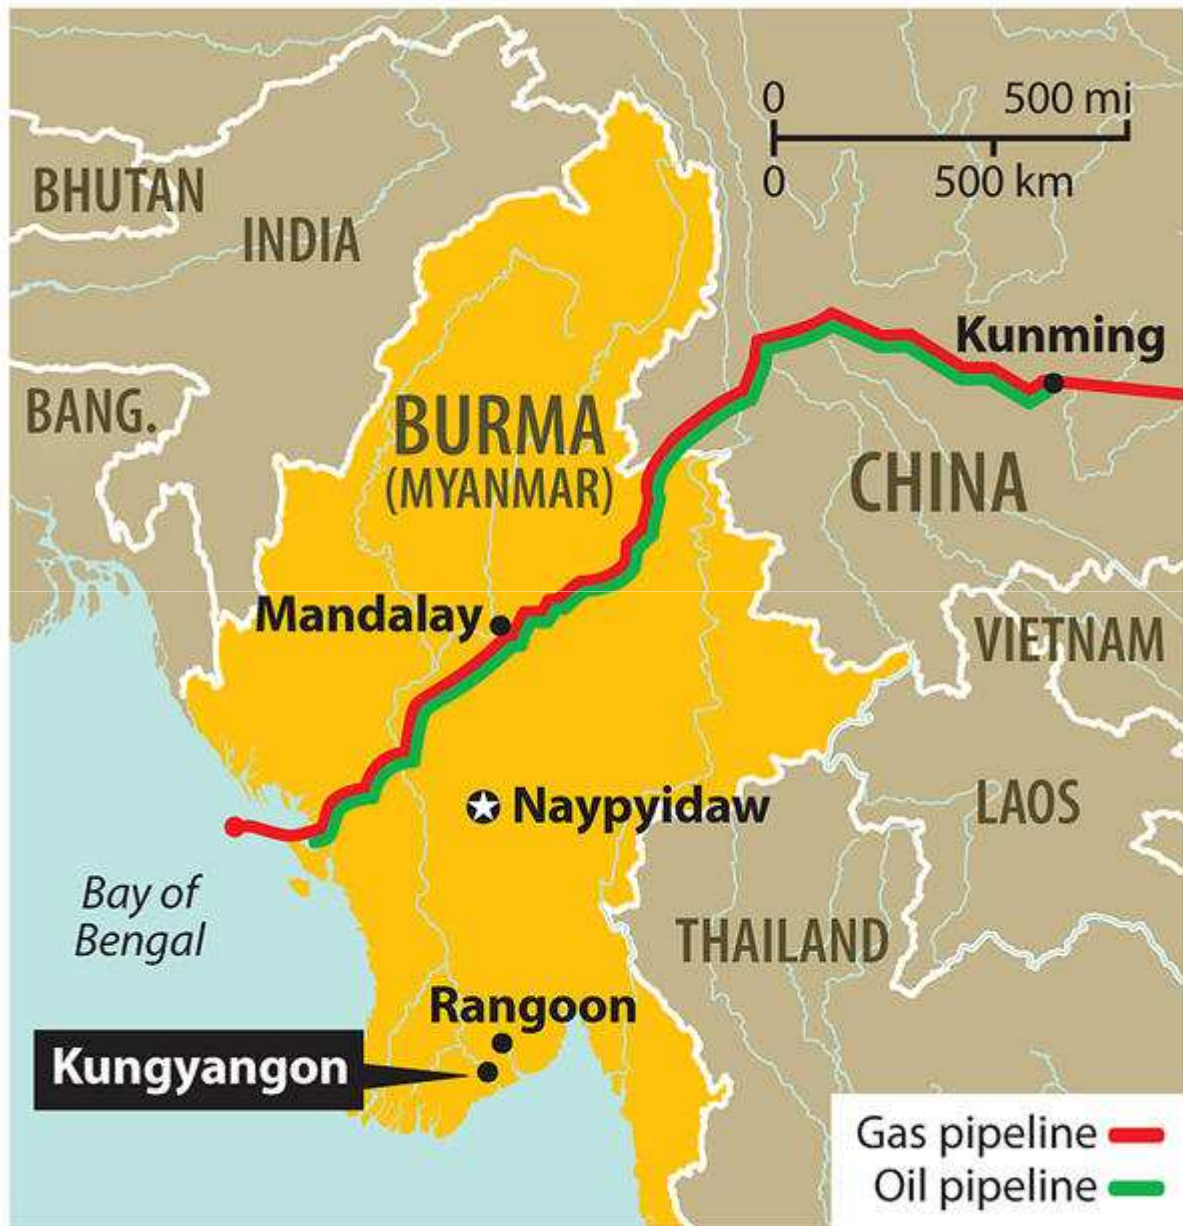 0 500 mi
0 500 km
BHUTAN
INDIA
Kunming
BANG.
BURMA
(MYANMAR)
CHINA
Mandalay
VIETNAM
Naypyidaw
LAOS
Bay of
Bengal
THAILAND
Rangoon
Kungyangon
Gas pipeline
Oil pipeline